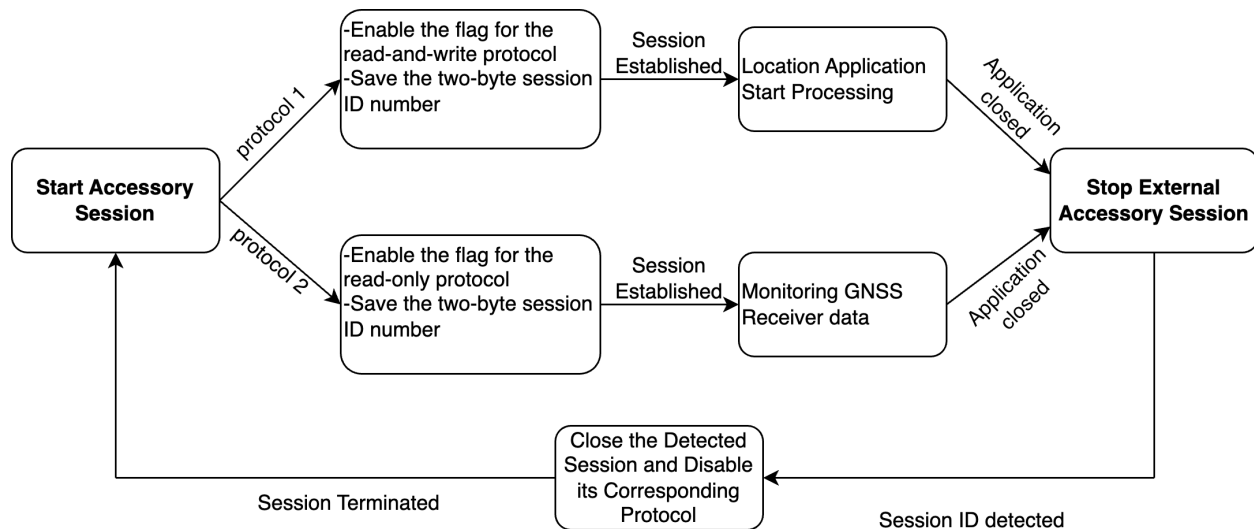 Start Accessory
Session
protocol 1
-Enable the flag for the
read-and-write protocol
-Save the two-byte session
ID number
Session
Established
Location Application
Start Processing
Application
closed
protocol 2
-Enable the flag for the
read-only protocol
-Save the two-byte session
ID number
Session
Established
Monitoring GNSS
Receiver data
Application
closed
Stop External
Accessory Session
Session ID detected
Close the Detected
Session and Disable
its Corresponding
Protocol
Session Terminated